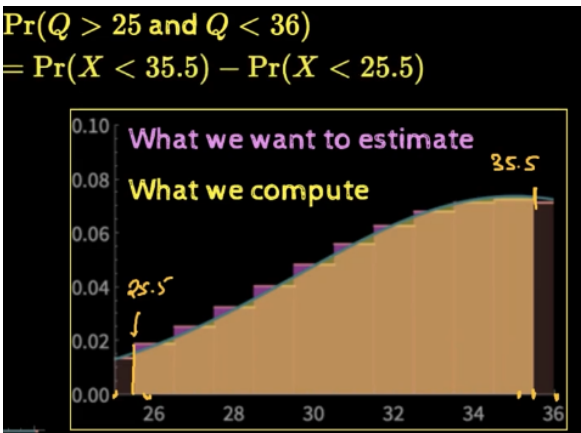 Pr(Q > 25 and Q < 36)
= Pr(X < 35.5) − Pr(X < 25.5)
0.10
What we want to estimate
35.5
0.08
What we compute
0.06
0.04
25.5
0.02
0.00
26 28 30 32 34 36